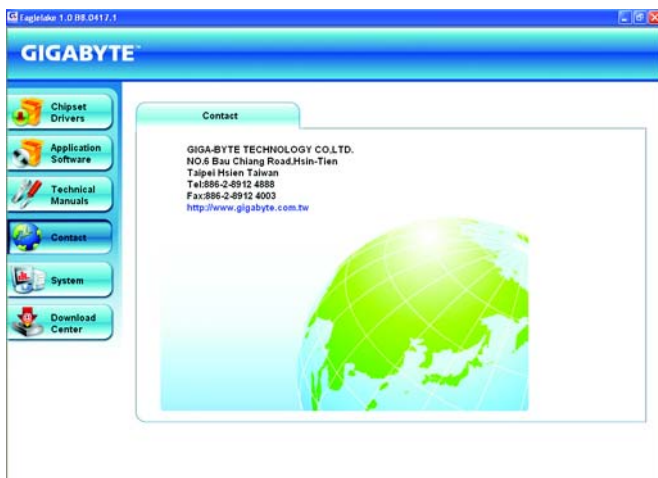 Eaglelake 1.0 B8.0417.1
GIGABYTE™
Chipset
Drivers
Application
Software
Technical
Manuals
Contact
System
Download
Center
Contact
GIGA-BYTE TECHNOLOGY CO,LTD.
NO.6 Bau Chiang Road,Hsin-Tien
Taipei Hsien Taiwan
Tel:886-2-8912 4888
Fax:886-2-8912 4003
http://www.gigabyte.com.tw